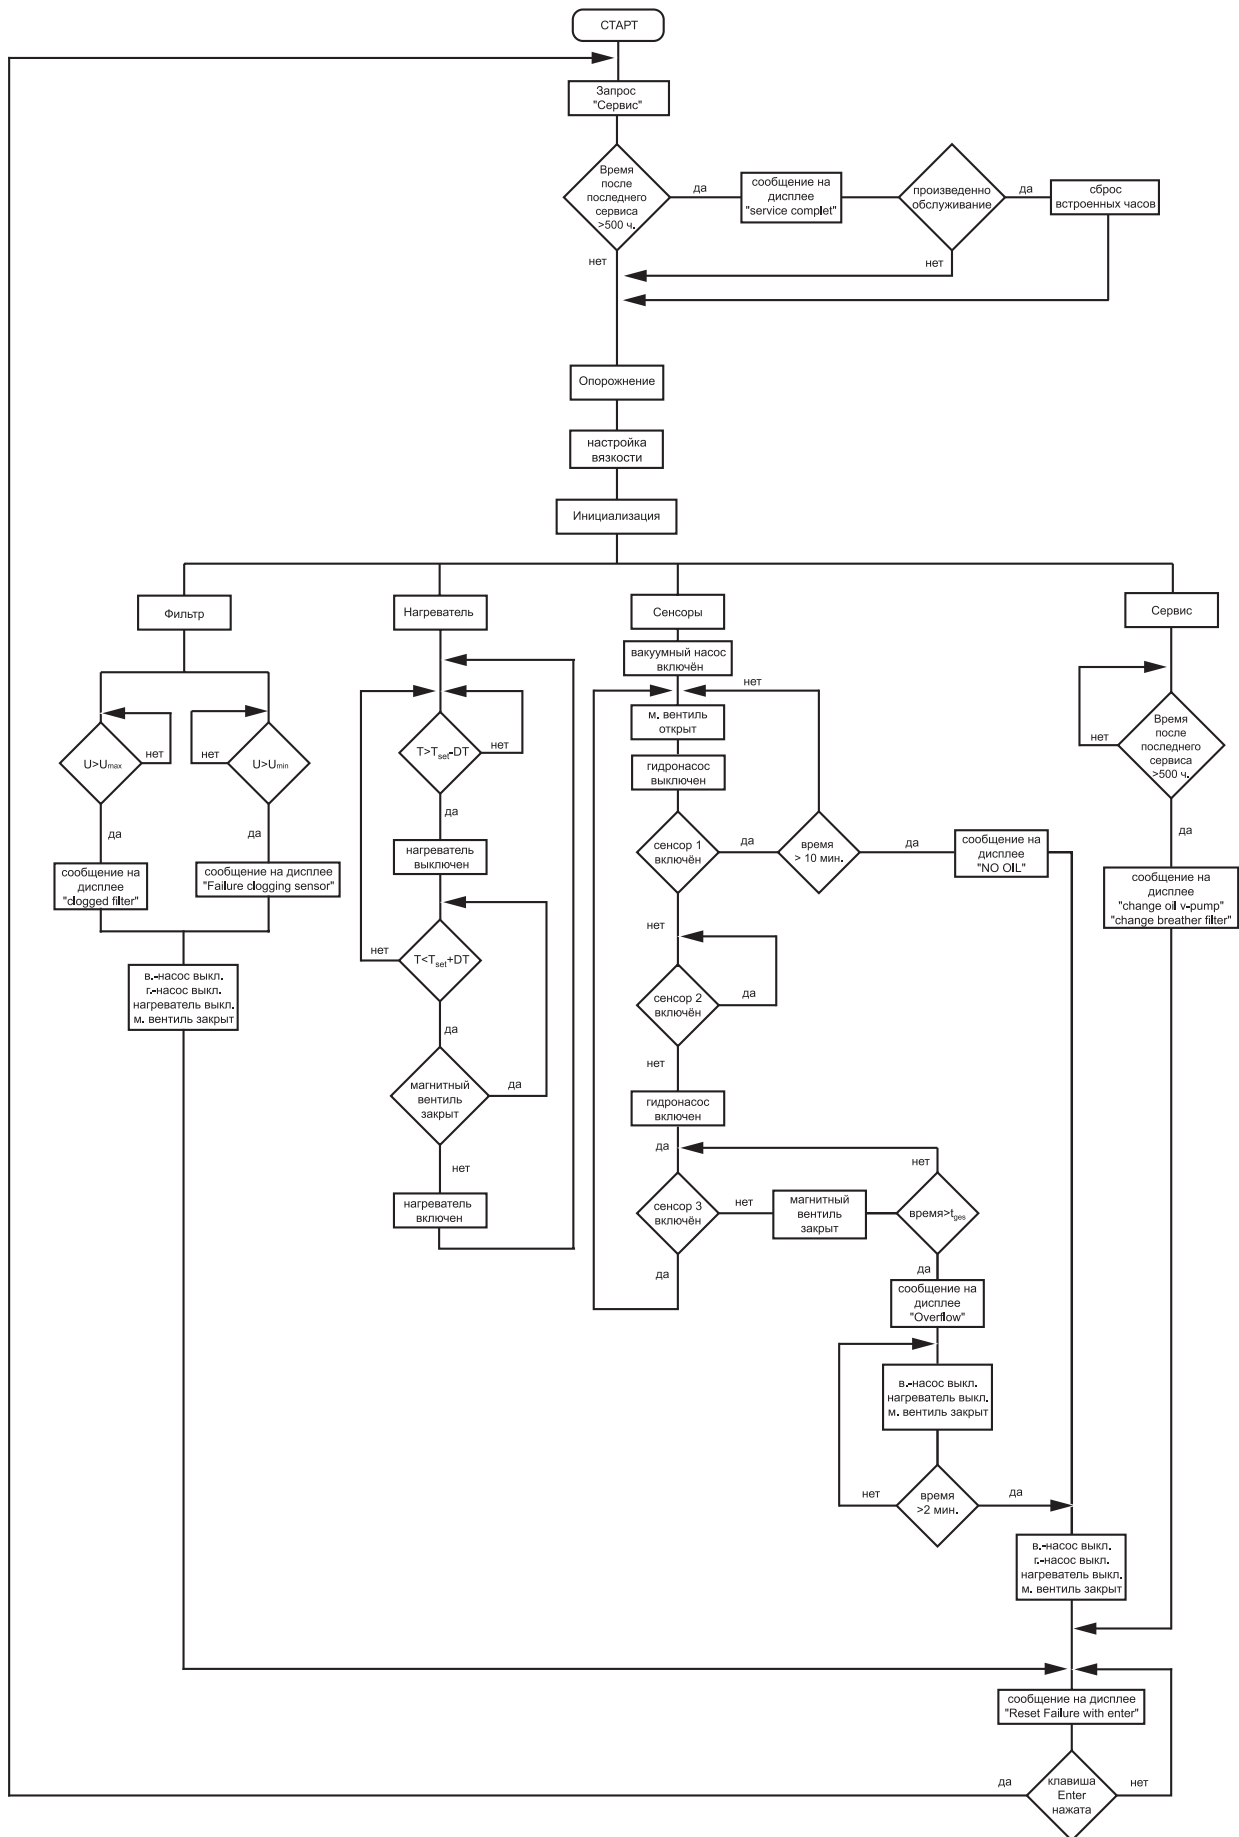 СТАРТ
Запрос
"Сервис"
Время
после
последнего
сервиса
>500 ч.
да
сообщение на
дисплее
"service complet"
произведенно
обслуживание
да
сброс
встроенных часов
нет
нет
Опорожнение
настройка
вязкости
Инициализация
Фильтр
U>Umax
нет
да
сообщение на
дисплее
"clogged filter"
нет
U>Umin
да
сообщение на дисплее
"Failure clogging sensor"
в.-насос выкл.
г.-насос выкл.
нагреватель выкл.
м. вентиль закрыт
Нагреватель
T>Tset-DT
нет
да
нагреватель
выключен
нет
T<Tset+DT
да
магнитный
вентиль
закрыт
да
нет
нагреватель
включен
Сенсоры
вакуумный насос
включён
нет
м. вентиль
открыт
гидронасос
выключен
сенсор 1
включён
да
время
> 10 мин.
да
сообщение на
дисплее
"NO OIL"
нет
сенсор 2
включён
да
нет
гидронасос
включен
да
сенсор 3
включён
нет
магнитный
вентиль
закрыт
нет
время>tges
да
да
сообщение на
дисплее
"Overflow"
в.-насос выкл.
нагреватель выкл.
м. вентиль закрыт
нет
время
>2 мин.
да
в.-насос выкл.
г.-насос выкл.
нагреватель выкл.
м. вентиль закрыт
Сервис
нет
Время
после
последнего
сервиса
>500 ч.
да
сообщение на
дисплее
"change oil v-pump"
"change breather filter"
сообщение на дисплее
"Reset Failure with enter"
да
клавиша
Enter
нажата
нет